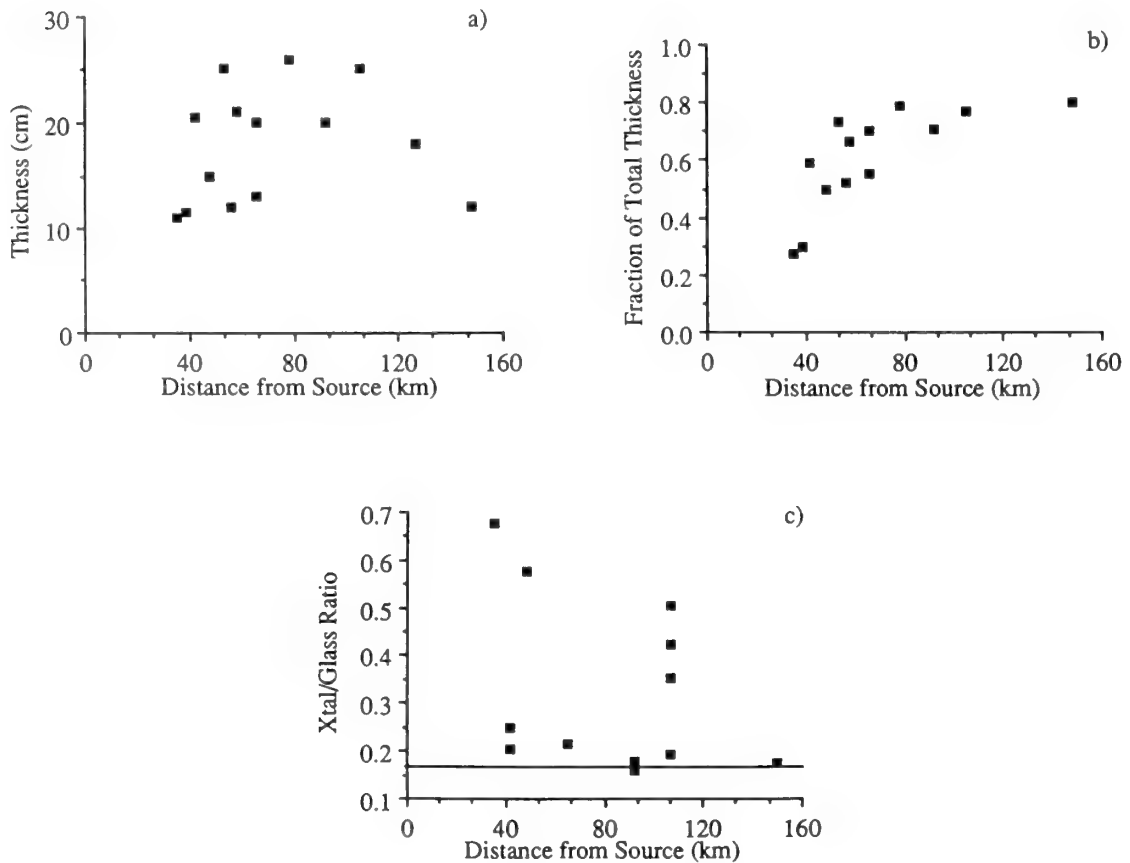 a)
30
20
10
0
Thickness (cm)
0 40 80 120 160
Distance from Source (km)
b)
1.0
0.8
0.6
0.4
0.2
0.0
Fraction of Total Thickness
0 40 80 120 160
Distance from Source (km)
c)
0.7
0.6
0.5
0.4
0.3
0.2
0.1
Xtal/Glass Ratio
0 40 80 120 160
Distance from Source (km)